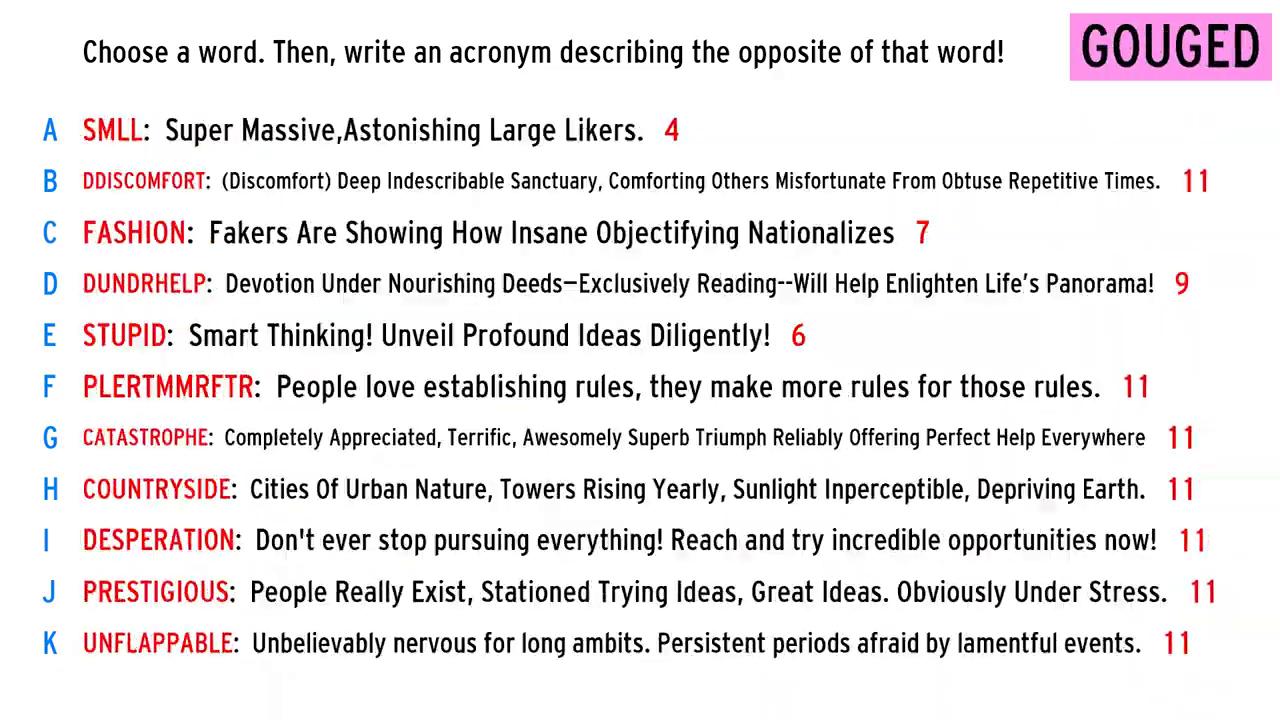 Choose a word. Then, write an acronym describing the opposite of that word!
GOUGED
A SMLL: Super Massive,Astonishing Large Likers. 4
B DDISCOMFORT: (Discomfort) Deep Indescribable Sanctuary, Comforting Others Misfortunate From Obtuse Repetitive Times. 11
C FASHION: Fakers Are Showing How Insane Objectifying Nationalizes 7
D DUNDRHELP: Devotion Under Nourishing Deeds—Exclusively Reading--Will Help Enlighten Life's Panorama! 9
E STUPID: Smart Thinking! Unveil Profound Ideas Diligently! 6
F PLERTMMRFTR: People love establishing rules, they make more rules for those rules. 11
G CATASTROPHE: Completely Appreciated, Terrific, Awesomely Superb Triumph Reliably Offering Perfect Help Everywhere 11
H COUNTRYSIDE: Cities Of Urban Nature, Towers Rising Yearly, Sunlight Inperceptible, Depriving Earth. 11
I DESPERATION: Don't ever stop pursuing everything! Reach and try incredible opportunities now! 11
J PRESTIGIOUS: People Really Exist, Stationed Trying Ideas, Great Ideas. Obviously Under Stress. 11
K UNFLAPPABLE: Unbelievably nervous for long ambits. Persistent periods afraid by lamentful events. 11